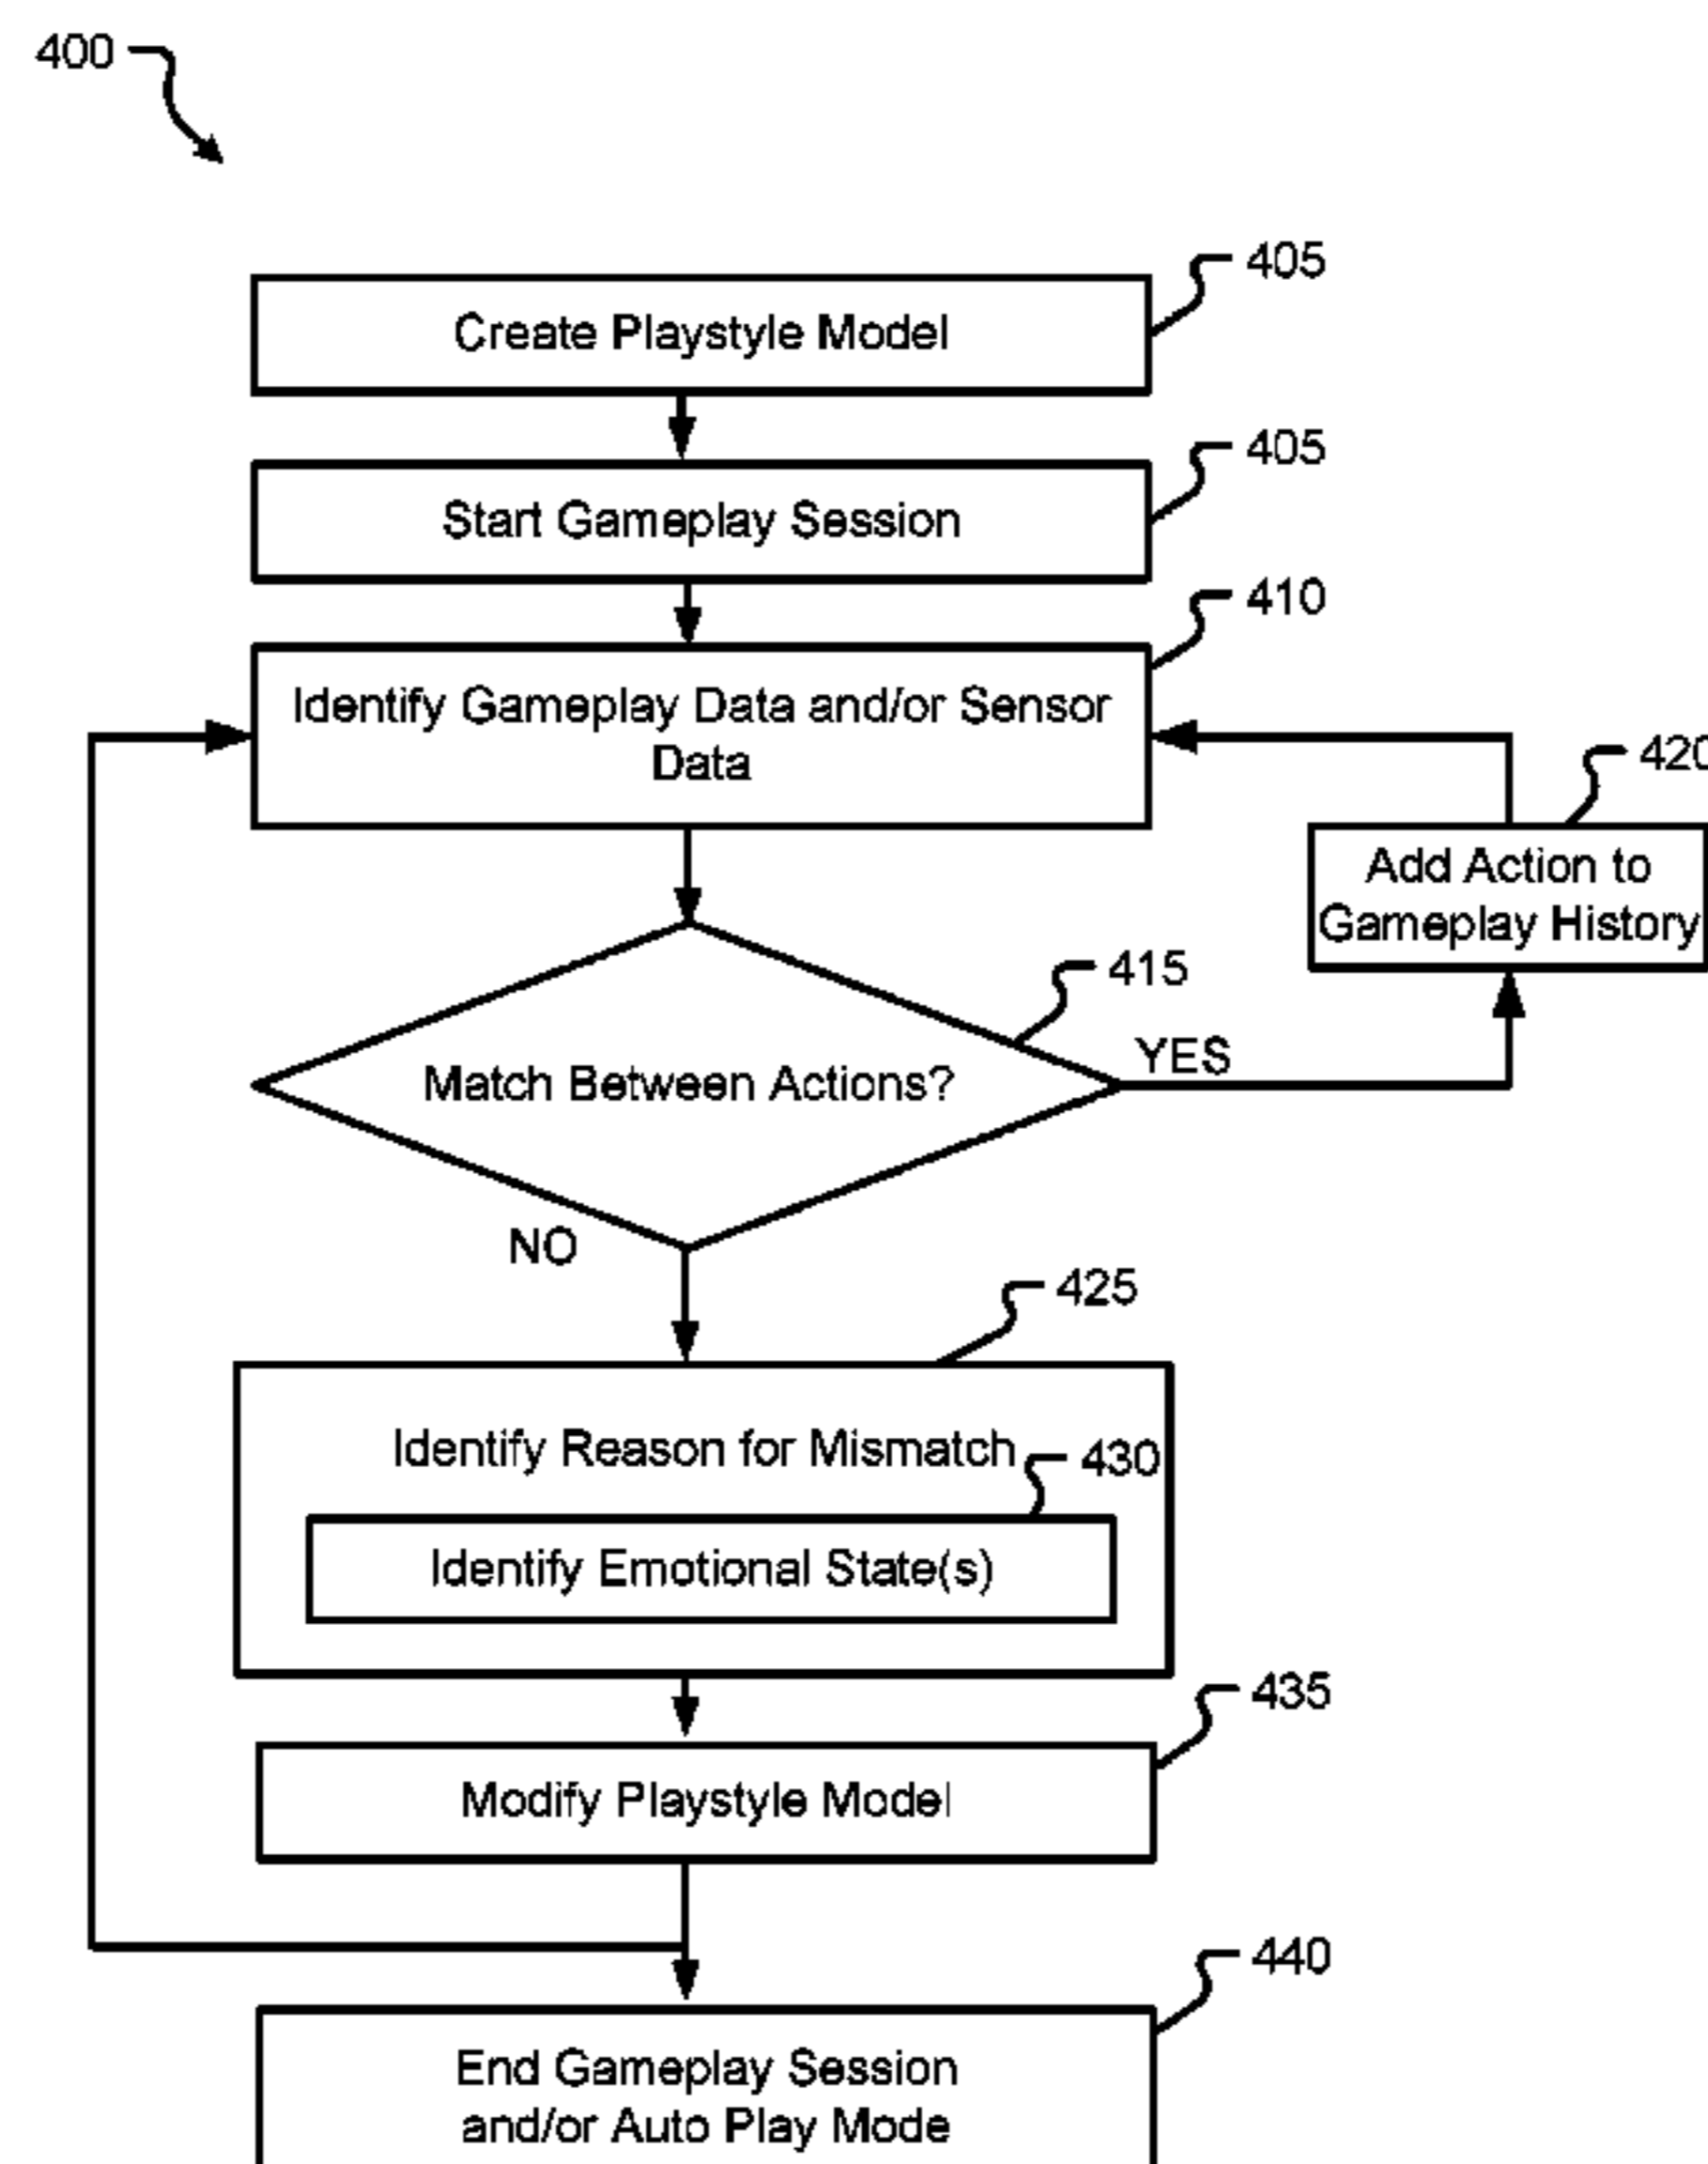 400
405
Create Playstyle Model
405
Start Gameplay Session
410
Identify Gameplay Data and/or Sensor
Data
420
Add Action to
Gameplay History
415
Match Between Actions?
YES
NO
425
Identify Reason for Mismatch
430
Identify Emotional State(s)
435
Modify Playstyle Model
440
End Gameplay Session
and/or Auto Play Mode